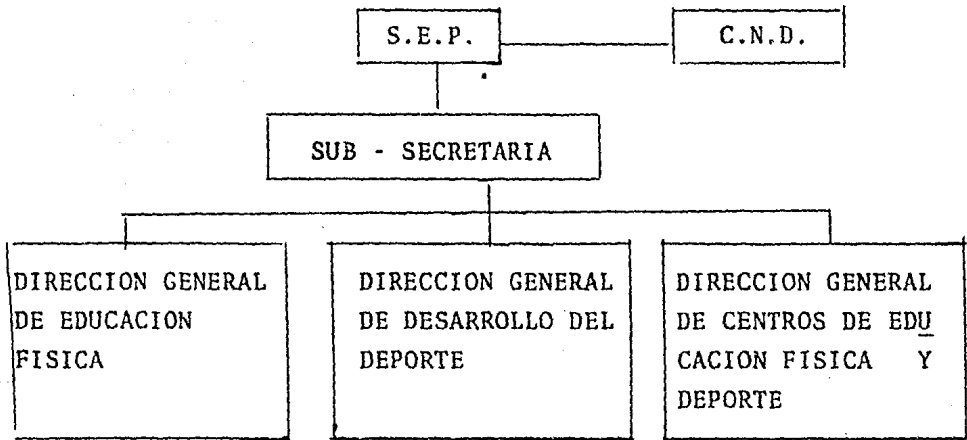 S.E.P.
C.N.D.
SUB - SECRETARIA
DIRECCION GENERAL
DE EDUCACION
FISICA
DIRECCION GENERAL
DE DESARROLLO DEL
DEPORTE
DIRECCION GENERAL
DE CENTROS DE EDU
CACION FISICA Y
DEPORTE